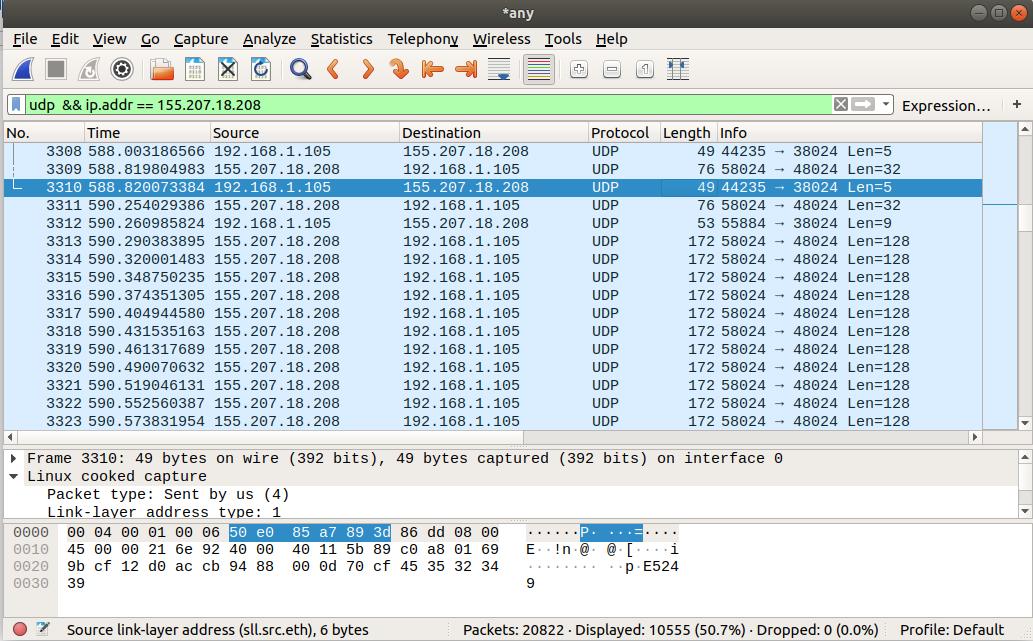 *any
File Edit View Go Capture Analyze Statistics Telephony Wireless Tools Help
udp && ip.addr == 155.207.18.208 Expression… +
No. Time Source Destination Protocol Length Info
3308 588.003186566 192.168.1.105 155.207.18.208 UDP 49 44235 → 38024 Len=5
3309 588.819804983 155.207.18.208 192.168.1.105 UDP 76 58024 → 48024 Len=32
3310 588.820073384 192.168.1.105 155.207.18.208 UDP 49 44235 → 38024 Len=5
3311 590.254029386 155.207.18.208 192.168.1.105 UDP 76 58024 → 48024 Len=32
3312 590.260985824 192.168.1.105 155.207.18.208 UDP 53 55884 → 38024 Len=9
3313 590.290383895 155.207.18.208 192.168.1.105 UDP 172 58024 → 48024 Len=128
3314 590.320001483 155.207.18.208 192.168.1.105 UDP 172 58024 → 48024 Len=128
3315 590.348750235 155.207.18.208 192.168.1.105 UDP 172 58024 → 48024 Len=128
3316 590.374351305 155.207.18.208 192.168.1.105 UDP 172 58024 → 48024 Len=128
3317 590.404944580 155.207.18.208 192.168.1.105 UDP 172 58024 → 48024 Len=128
3318 590.431535163 155.207.18.208 192.168.1.105 UDP 172 58024 → 48024 Len=128
3319 590.461317689 155.207.18.208 192.168.1.105 UDP 172 58024 → 48024 Len=128
3320 590.490070632 155.207.18.208 192.168.1.105 UDP 172 58024 → 48024 Len=128
3321 590.519046131 155.207.18.208 192.168.1.105 UDP 172 58024 → 48024 Len=128
3322 590.552560387 155.207.18.208 192.168.1.105 UDP 172 58024 → 48024 Len=128
3323 590.573831954 155.207.18.208 192.168.1.105 UDP 172 58024 → 48024 Len=128
Frame 3310: 49 bytes on wire (392 bits), 49 bytes captured (392 bits) on interface 0
Linux cooked capture
Packet type: Sent by us (4)
Link-layer address type: 1
0000 00 04 00 01 00 06 50 e0 85 a7 89 3d 86 dd 08 00 ······P· ···=····
0010 45 00 00 21 6e 92 40 00 40 11 5b 89 c0 a8 01 69 E··!n·@· @·[····i
0020 9b cf 12 d0 ac cb 94 88 00 0d 70 cf 45 35 32 34 ········ ··p·E524
0030 39 9
Source link-layer address (sll.src.eth), 6 bytes Packets: 20822 · Displayed: 10555 (50.7%) · Dropped: 0 (0.0%) Profile: Default